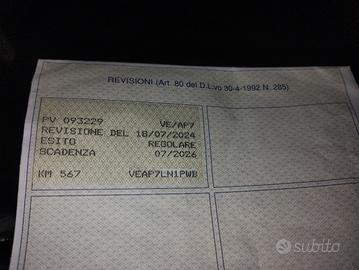 REVISIONI (Art. 80 del D.L.vo 30-4-1992 N. 285)
PV 093229 VE/AP7
REVISIONE DEL 18/07/2024
ESITO REGOLARE
SCADENZA 07/2026
KM 567 VEAP7LN1PWB
subito